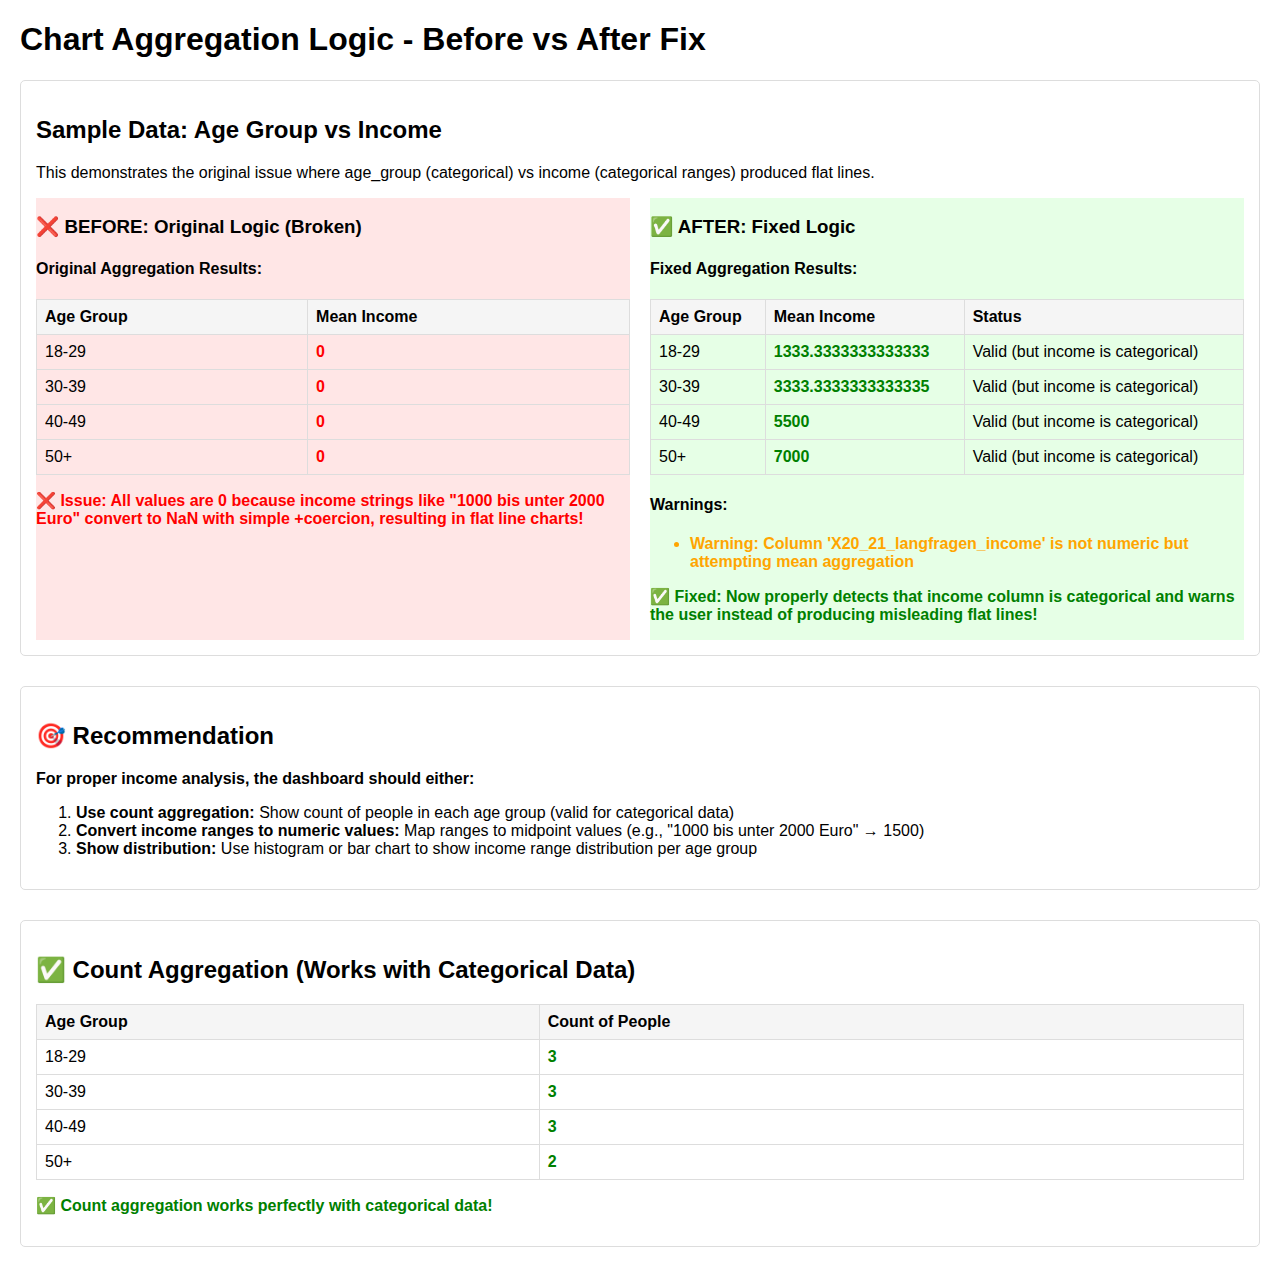 Chart Aggregation Logic - Before vs After Fix
Sample Data: Age Group vs Income
This demonstrates the original issue where age_group (categorical) vs income (categorical ranges) produced flat lines.
❌ BEFORE: Original Logic (Broken)
Original Aggregation Results:
Age Group Mean Income
18-29 0
30-39 0
40-49 0
50+ 0
❌ Issue: All values are 0 because income strings like "1000 bis unter 2000
Euro" convert to NaN with simple +coercion, resulting in flat line charts!
✅ AFTER: Fixed Logic
Fixed Aggregation Results:
Age Group Mean Income Status
18-29 1333.3333333333333 Valid (but income is categorical)
30-39 3333.3333333333335 Valid (but income is categorical)
40-49 5500 Valid (but income is categorical)
50+ 7000 Valid (but income is categorical)
Warnings:
• Warning: Column 'X20_21_langfragen_income' is not numeric but
attempting mean aggregation
✅ Fixed: Now properly detects that income column is categorical and warns
the user instead of producing misleading flat lines!
🎯 Recommendation
For proper income analysis, the dashboard should either:
1. Use count aggregation: Show count of people in each age group (valid for categorical data)
2. Convert income ranges to numeric values: Map ranges to midpoint values (e.g., "1000 bis unter 2000 Euro" → 1500)
3. Show distribution: Use histogram or bar chart to show income range distribution per age group
✅ Count Aggregation (Works with Categorical Data)
Age Group Count of People
18-29 3
30-39 3
40-49 3
50+ 2
✅ Count aggregation works perfectly with categorical data!